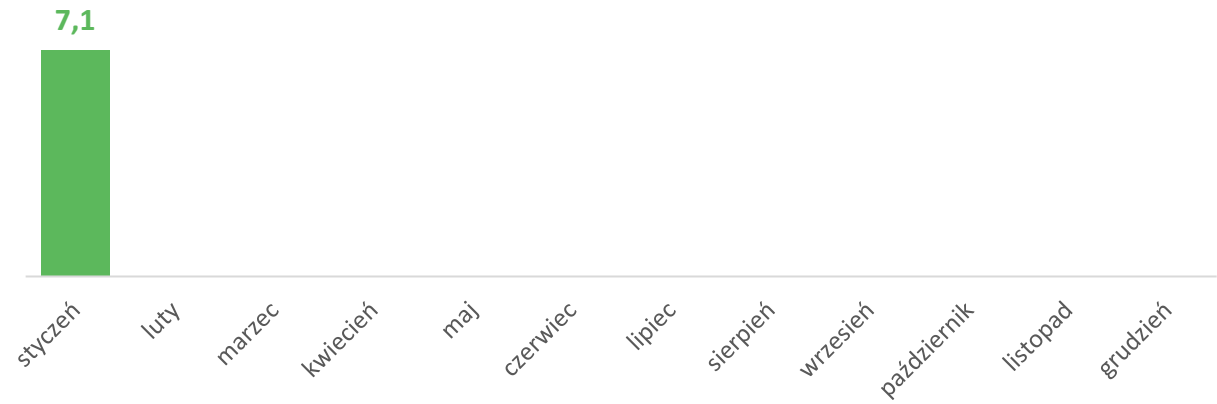 7,1
styczeń
luty
marzec
kwiecień
maj
czerwiec
lipiec
sierpień
wrzesień
październik
listopad
grudzień